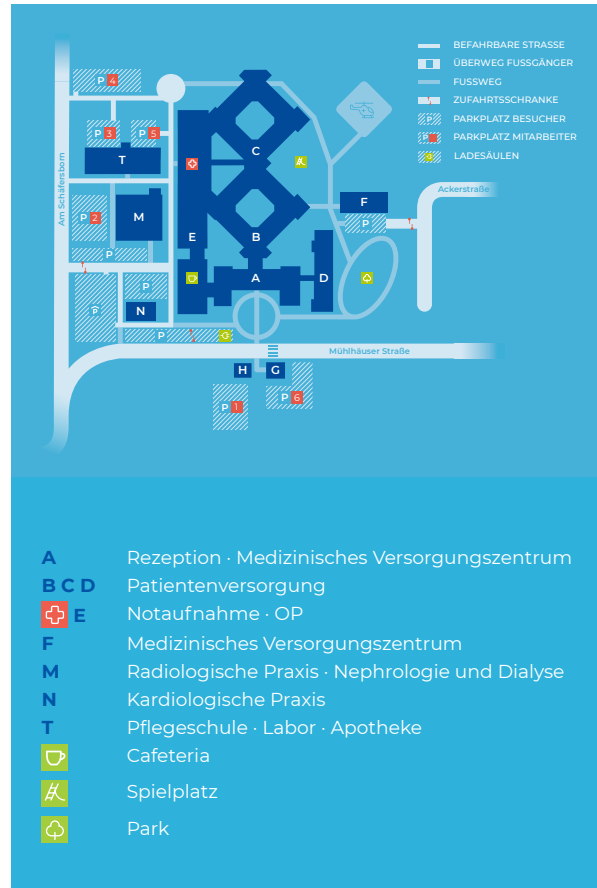 BEFAHRBARE STRASSE
ÜBERWEG FUSSGÄNGER
FUSSWEG
ZUFAHRTSSCHRANKE
P PARKPLATZ BESUCHER
P PARKPLATZ MITARBEITER
LADESÄULEN
P 4
P 3
P 5
T
C
Am Schäfersborn
Ackerstraße
M
F
P 2
P
E
B
P
A
D
P
P
N
P
Mühlhäuser Straße
H
G
P 1
P 6
A Rezeption · Medizinisches Versorgungszentrum
B C D Patientenversorgung
E Notaufnahme · OP
F Medizinisches Versorgungszentrum
M Radiologische Praxis · Nephrologie und Dialyse
N Kardiologische Praxis
T Pflegeschule · Labor · Apotheke
Cafeteria
Spielplatz
Park